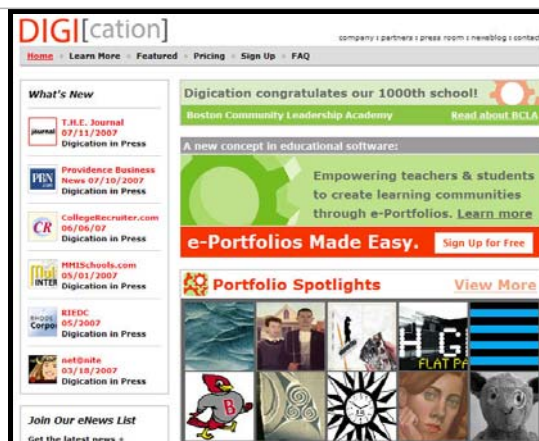 DIGI[cation]
company : partners : press room : newsblog : contact
Home Learn More Featured Pricing Sign Up FAQ
What's New
journal
T.H.E. Journal
07/11/2007
Digication in Press
PBN
Providence Business
News 07/10/2007
Digication in Press
CR
CollegeRecruiter.com
06/06/07
Digication in Press
MMISchools.com
05/01/2007
Digication in Press
RIEDC
05/2007
Digication in Press
net@nite
03/18/2007
Digication in Press
Join Our eNews List
Get the latest news +
Digication congratulates our 1000th school!
Boston Community Leadership Academy
Read about BCLA
A new concept in educational software:
Empowering teachers & students
to create learning communities
through e-Portfolios. Learn more
e-Portfolios Made Easy.
Sign Up for Free
Portfolio Spotlights
View More
FLAT PA
B